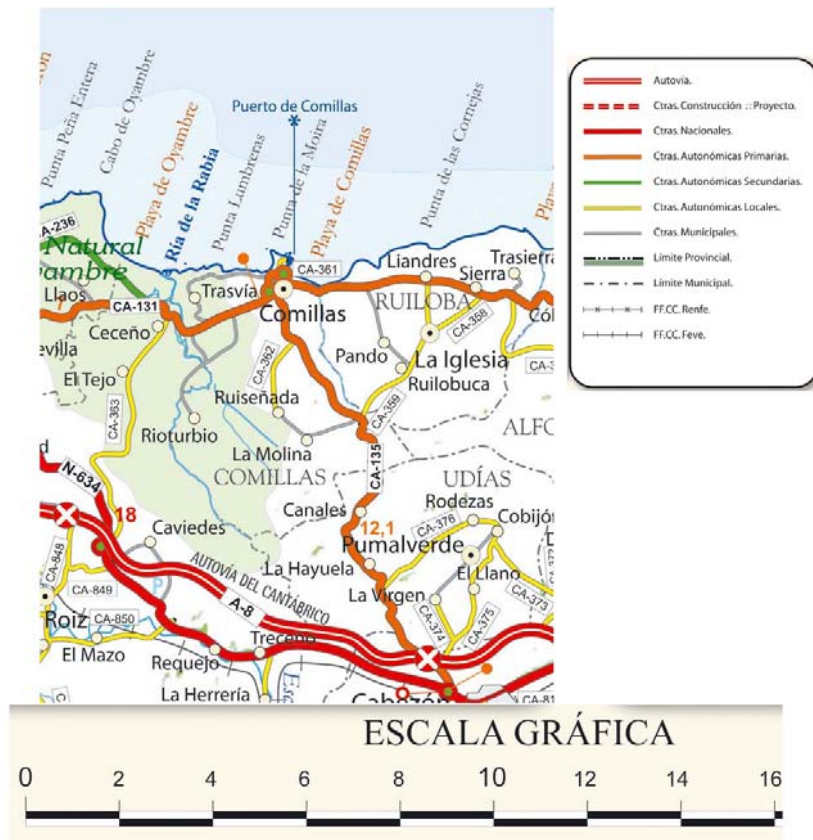 Punta Peña Entera
Cabo de Oyambre
Playa de Oyambre
Ria de la Rabia
Punta Lumbreras
Puerto de Comillas
Punta de la Moira
Playa de Comillas
Punta de las Cornejas
A-236
Natural
yambre
CA-361
Liandres
Trasierra
Llaos
Trasvía
Sierra
CA-131
Comillas
RUILOBA
Cól
Ceceño
CA-358
evilla
Pando
La Iglesia
El Tejo
CA-362
Ruilobuca
CA-363
Ruiseñada
CA-359
Rioturbio
La Molina
ALFO
CA-135
COMILLAS
UDÍAS
N-634
Rodezas
Canales
18
12,1
CA-376
Cobijón
Caviedes
Pumalverde
CA-848
La Hayuela
El Llano
AUTOVÍA DEL CANTÁBRICO
CA-849
P
La Virgen
CA-373
A-8
CA-374
CA-375
Roiz
CA-850
Treceño
El Mazo
Requejo
La Herrería
CA-81
Autovía.
Ctras. Construcción :: Proyecto.
Ctras. Nacionales.
Ctras. Autonómicas Primarias.
Ctras. Autonómicas Secundarias.
Ctras. Autonómicas Locales.
Ctras. Municipales.
Límite Provincial.
Límite Municipal.
FF.CC. Renfe.
FF.CC. Feve.
ESCALA GRÁFICA
0 2 4 6 8 10 12 14 16